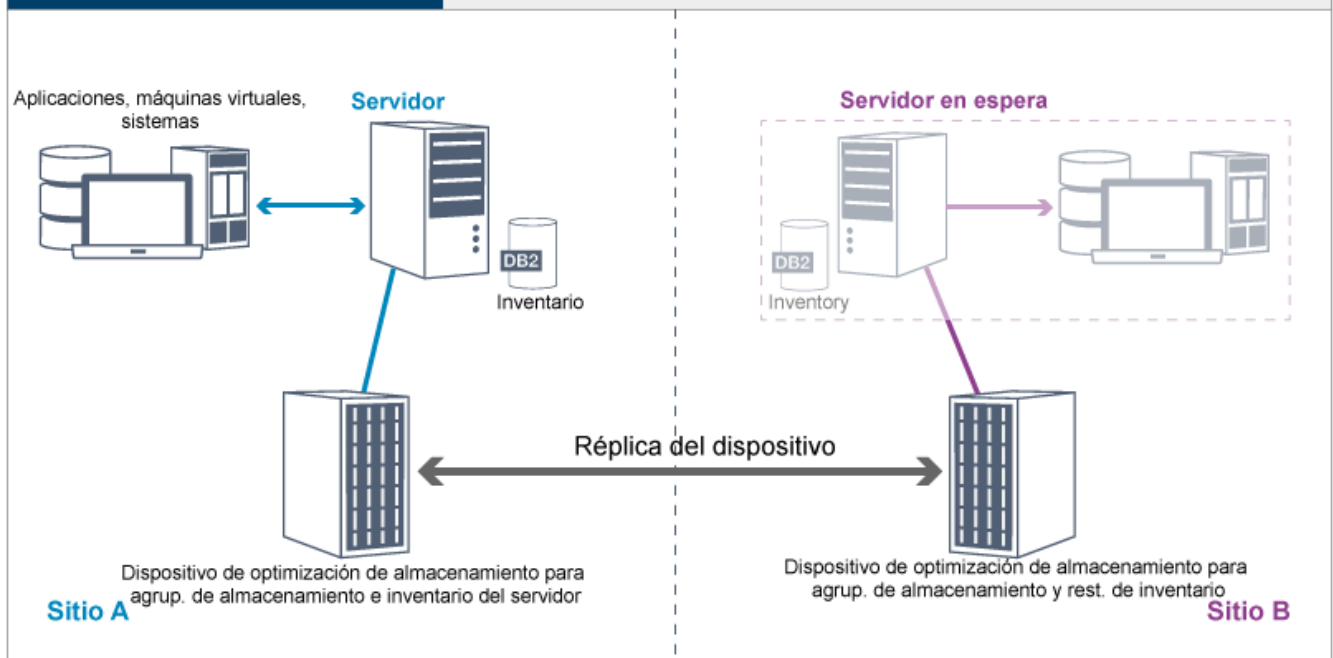 Aplicaciones, máquinas virtuales,
sistemas
Servidor
DB2
Inventario
Servidor en espera
DB2
Inventory
Réplica del dispositivo
Dispositivo de optimización de almacenamiento para
agrup. de almacenamiento e inventario del servidor
Sitio A
Dispositivo de optimización de almacenamiento para
agrup. de almacenamiento y rest. de inventario
Sitio B